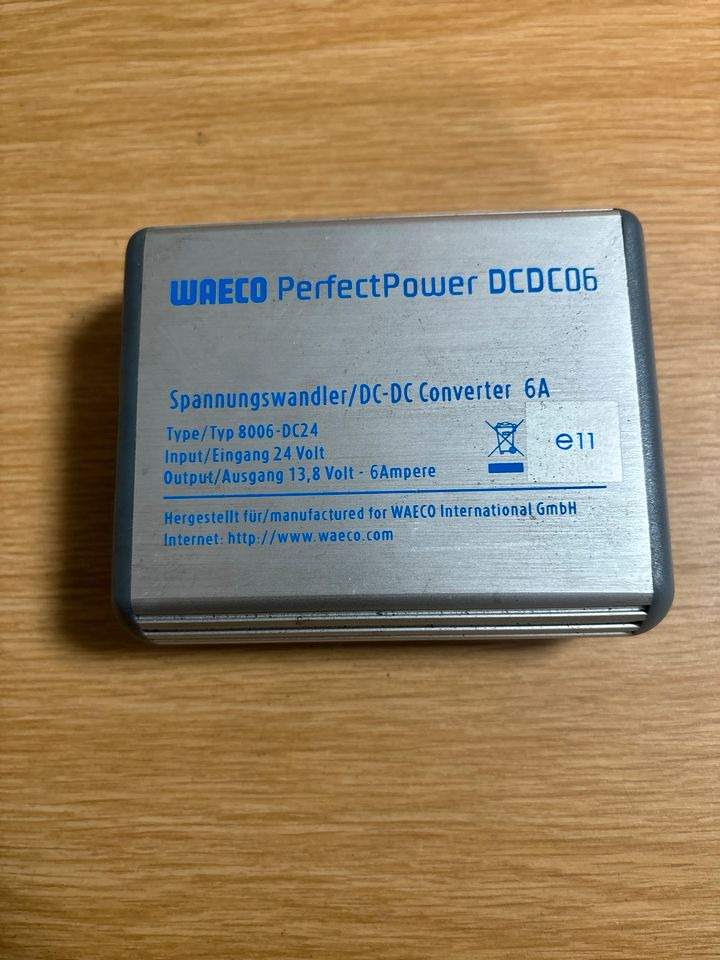 WAECO PerfectPower DCDC06
Spannungswandler/DC-DC Converter 6A
Type/Typ 8006-DC24
Input/Eingang 24 Volt
Output/Ausgang 13,8 Volt - 6Ampere
e11
Hergestellt für/manufactured for WAECO International GmbH
Internet: http://www.waeco.com